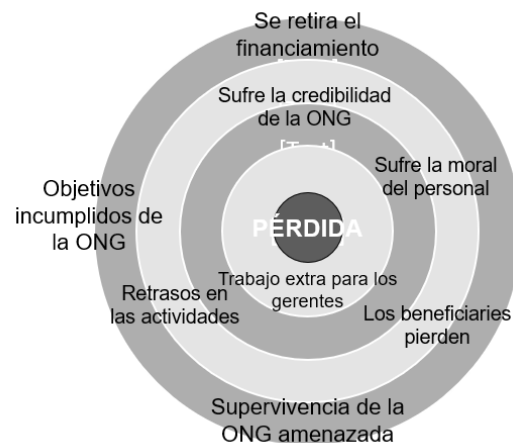 Se retira el
financiamiento
Sufre la credibilidad
de la ONG
[Text]
Sufre la moral
del personal
Objetivos
incumplidos de
la ONG
PÉRDIDA
Trabajo extra para los
gerentes
Retrasos en
las actividades
Los beneficiaries
pierden
Supervivencia de la
ONG amenazada